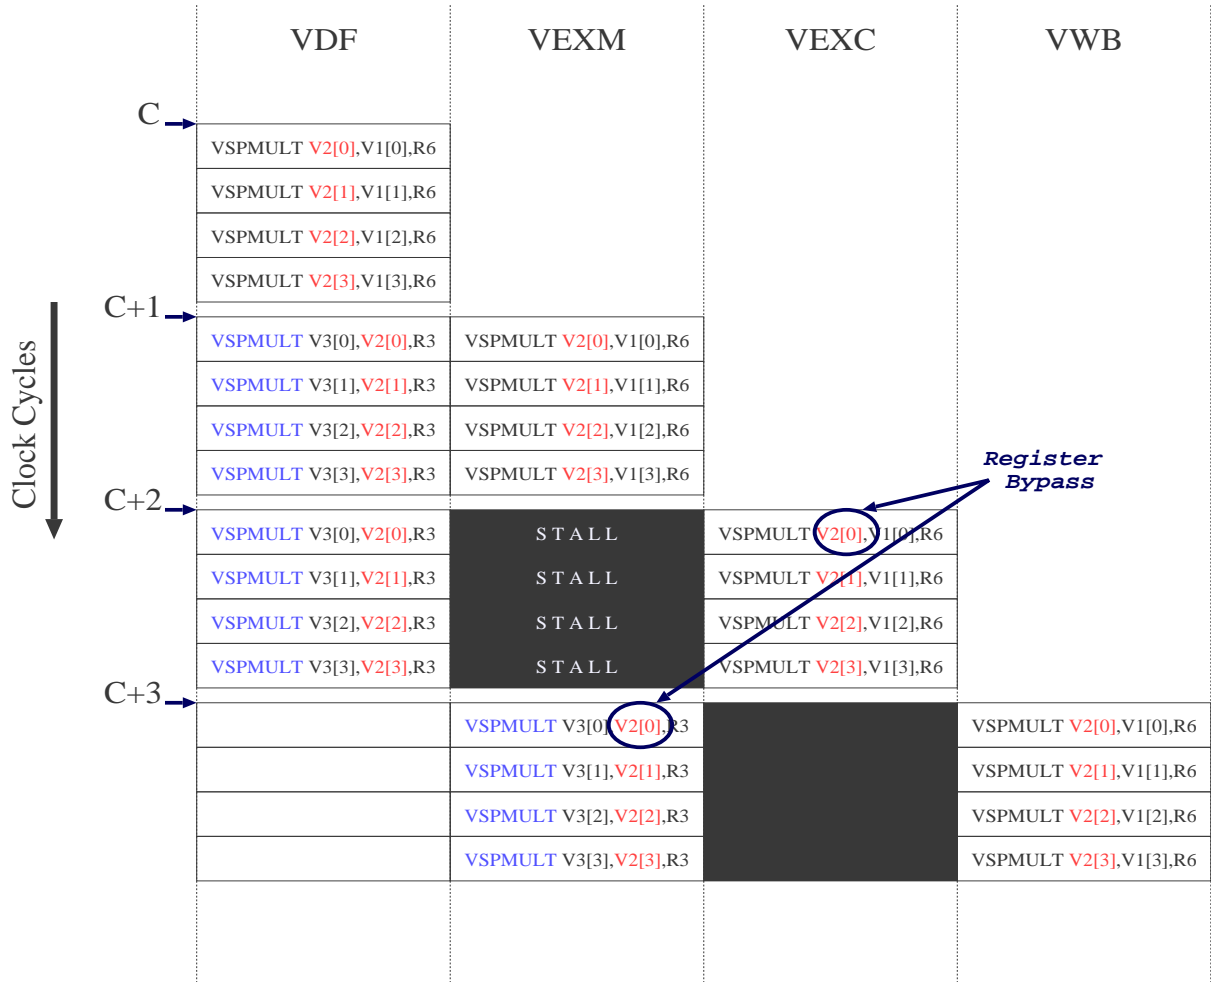 VDF VEXM VEXC VWB
C
VSPMULT V2[0],V1[0],R6
VSPMULT V2[1],V1[1],R6
VSPMULT V2[2],V1[2],R6
VSPMULT V2[3],V1[3],R6
C+1
VSPMULT V3[0],V2[0],R3 VSPMULT V2[0],V1[0],R6
VSPMULT V3[1],V2[1],R3 VSPMULT V2[1],V1[1],R6
VSPMULT V3[2],V2[2],R3 VSPMULT V2[2],V1[2],R6
VSPMULT V3[3],V2[3],R3 VSPMULT V2[3],V1[3],R6
Clock Cycles
Register
Bypass
C+2
VSPMULT V3[0],V2[0],R3 S T A L L VSPMULT V2[0],V1[0],R6
VSPMULT V3[1],V2[1],R3 S T A L L VSPMULT V2[1],V1[1],R6
VSPMULT V3[2],V2[2],R3 S T A L L VSPMULT V2[2],V1[2],R6
VSPMULT V3[3],V2[3],R3 S T A L L VSPMULT V2[3],V1[3],R6
C+3
VSPMULT V3[0],V2[0],R3 VSPMULT V2[0],V1[0],R6
VSPMULT V3[1],V2[1],R3 VSPMULT V2[1],V1[1],R6
VSPMULT V3[2],V2[2],R3 VSPMULT V2[2],V1[2],R6
VSPMULT V3[3],V2[3],R3 VSPMULT V2[3],V1[3],R6